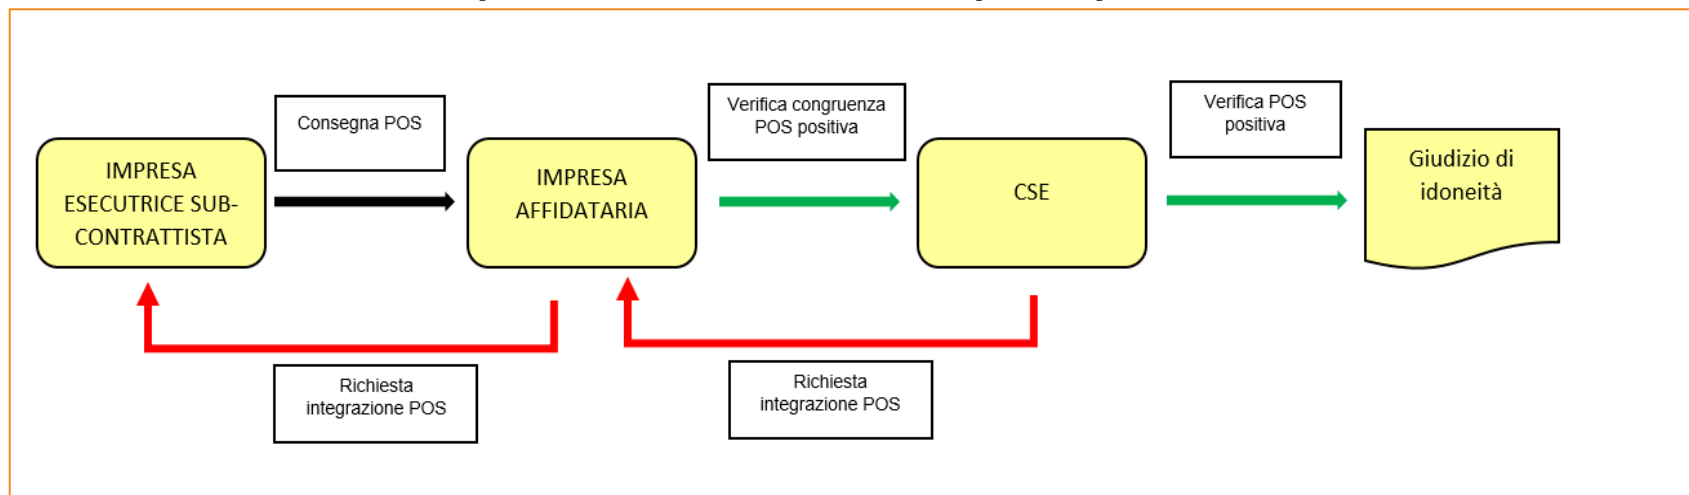 Consegna POS
Verifica congruenza
POS positiva
Verifica POS
positiva
IMPRESA
ESECUTRICE SUB-
CONTRATTISTA
IMPRESA
AFFIDATARIA
CSE
Giudizio di
idoneità
Richiesta
integrazione POS
Richiesta
integrazione POS